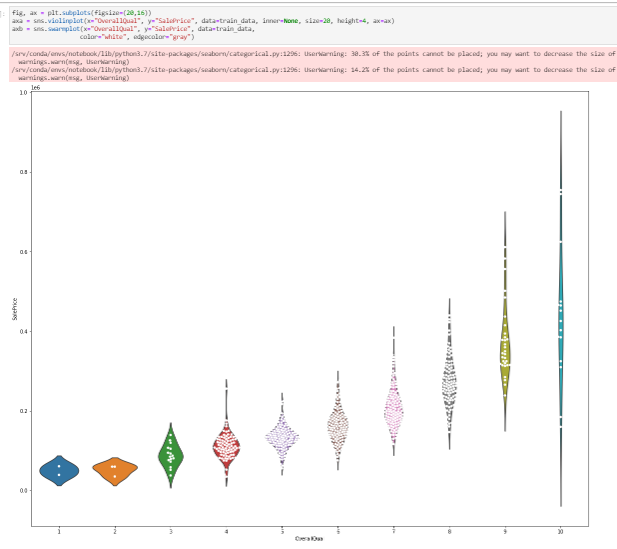 fig, ax = plt.subplots(figsize=(20,16))
axa = sns.violinplot(x="OverallQual", y="SalePrice", data=train_data, inner=None, size=20, height=4, ax=ax)
axb = sns.swarmplot(x="OverallQual", y="SalePrice", data=train_data,
color="white", edgecolor="gray")
/srv/conda/envs/notebook/lib/python3.7/site-packages/seaborn/categorical.py:1296: UserWarning: 30.3% of the points cannot be placed; you may want to decrease the size of
warnings.warn(msg, UserWarning)
/srv/conda/envs/notebook/lib/python3.7/site-packages/seaborn/categorical.py:1296: UserWarning: 14.2% of the points cannot be placed; you may want to decrease the size of
warnings.warn(msg, UserWarning)
1e6
1.0
0.8
0.6
SalePrice
0.4
0.2
0.0
1 2 3 4 5 6 7 8 9 10
OverallQual